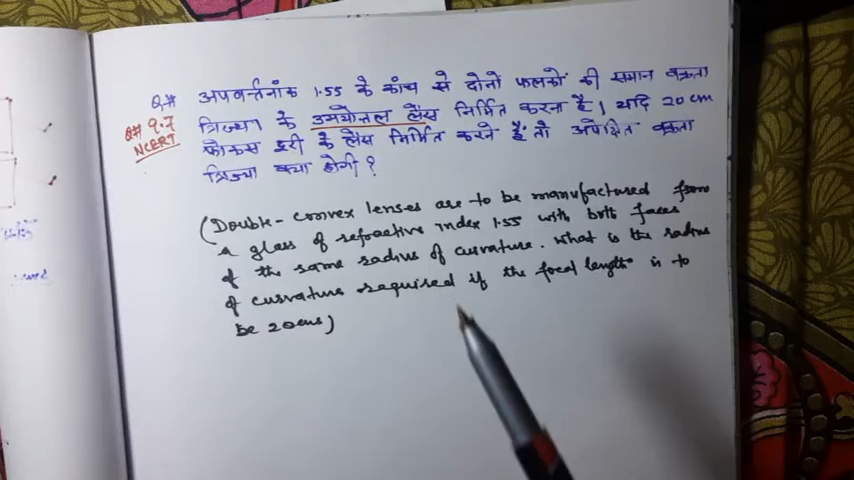 Q# अपवर्त्तनांक 1.55 के कांच से दोनों फलकों की समान वक्रता
Q# 9.7 त्रिज्या के उभयोत्तल लैंस निर्मित करना है। यदि 20 cm
NCERT फोकस दूरी के लैंस निर्मित करने हैं तो अपेक्षित वक्रता
त्रिज्या क्या होगी?
(Double-convex lenses are to be manufactured from
a glass of refractive index 1.55 with both faces
of the same radius of curvature. What is the radius
of curvature required if the focal length is to
be 20cm)